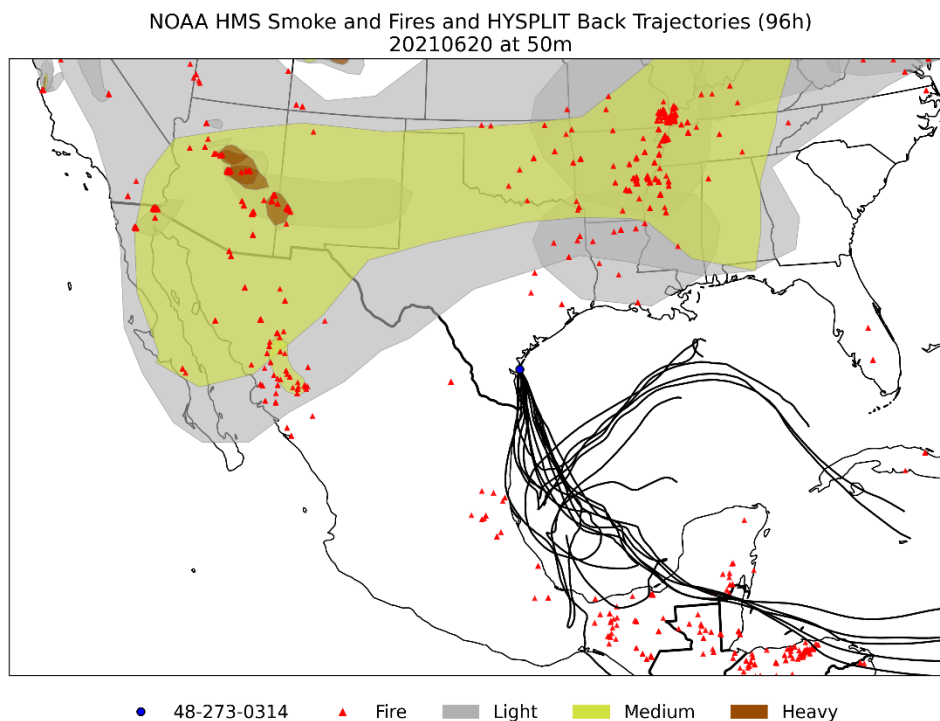 NOAA HMS Smoke and Fires and HYSPLIT Back Trajectories (96h)
20210620 at 50m
48-273-0314 Fire Light Medium Heavy